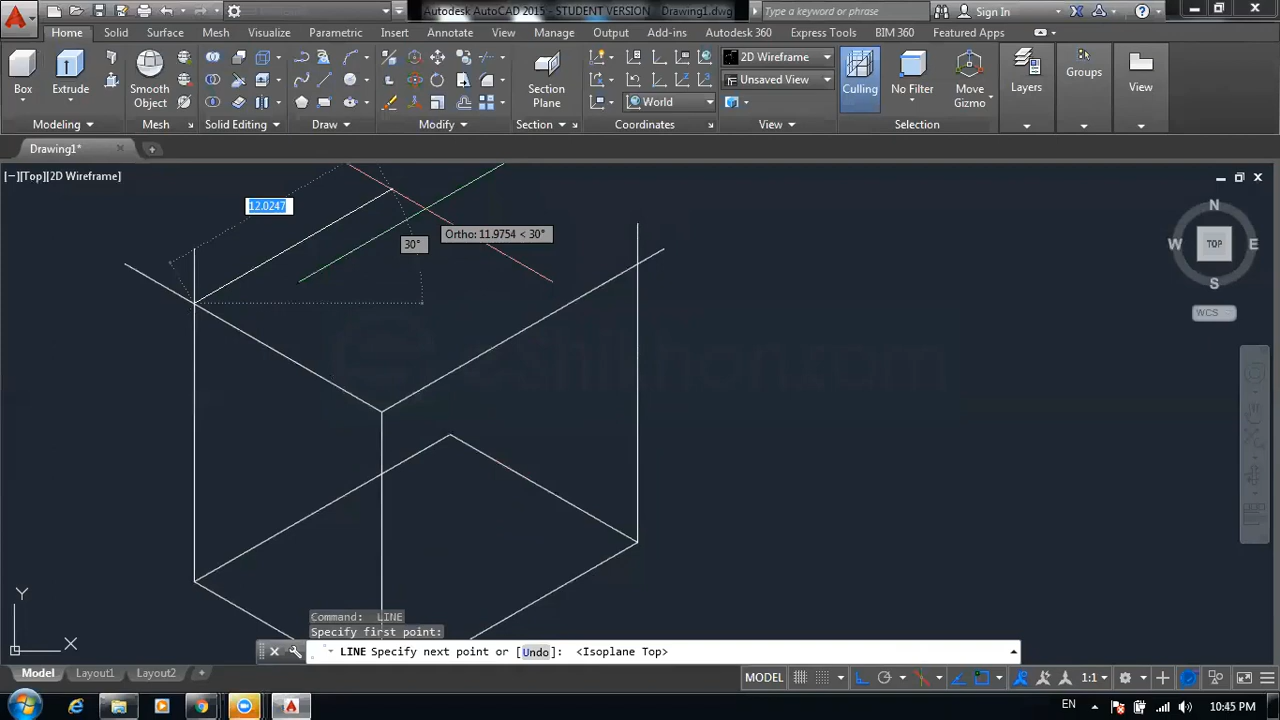 Autodesk AutoCAD 2015 - STUDENT VERSION Drawing1.dwg
Type a keyword or phrase
Sign In
Home Solid Surface Mesh Visualize Parametric Insert Annotate View Manage Output Add-ins Autodesk 360 Express Tools BIM 360 Featured Apps
2D Wireframe
Unsaved View
World
Box Extrude Smooth Object Section Plane Culling No Filter Move Gizmo Layers Groups View
Modeling Mesh Solid Editing Draw Modify Section Coordinates View Selection
Drawing1*
[−][Top][2D Wireframe]
12.0247
Ortho: 11.9754 < 30°
30°
N
W TOP E
S
WCS
eshikhon.com
Y
X
Command: LINE
Specify first point:
LINE Specify next point or [Undo]: <Isoplane Top>
Model Layout1 Layout2
MODEL 1:1
EN 10:45 PM